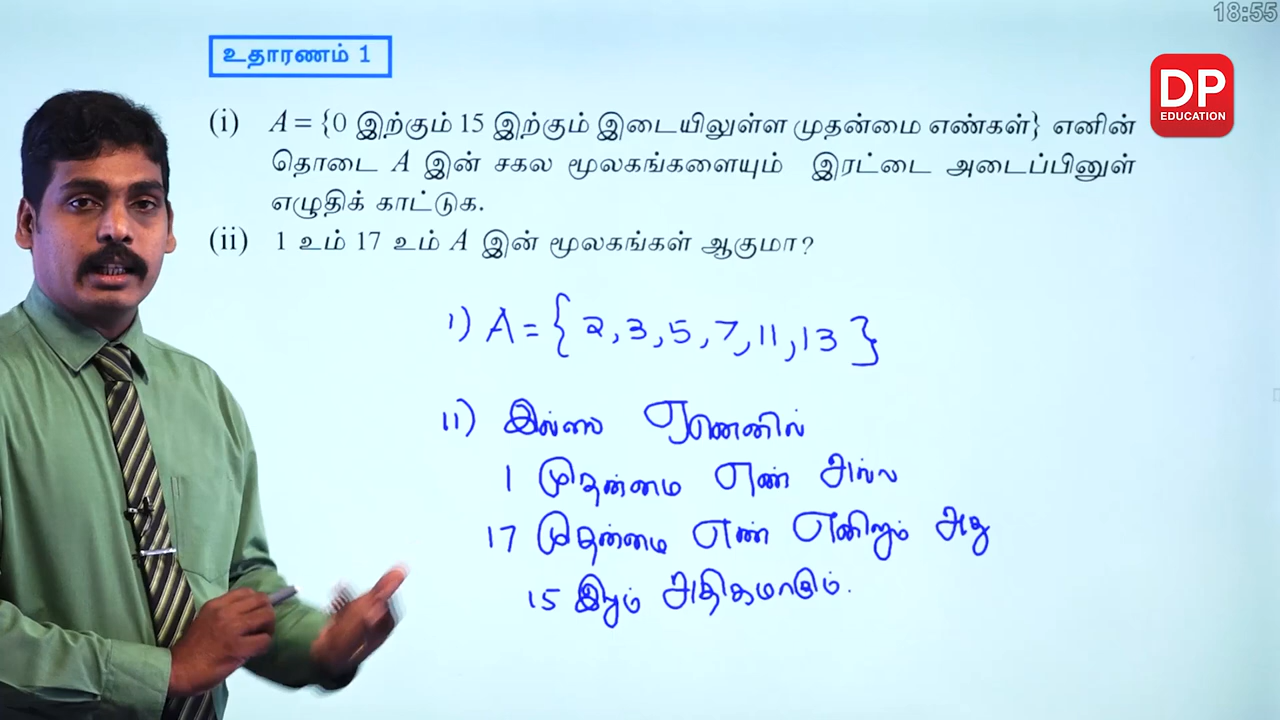 18:55
உதாரணம் 1
DP
EDUCATION
(i) A = {0 இற்கும் 15 இற்கும் இடையிலுள்ள முதன்மை எண்கள்} எனின்
தொடை A இன் சகல மூலகங்களையும் இரட்டை அடைப்பினுள்
எழுதிக் காட்டுக.
(ii) 1 உம் 17 உம் A இன் மூலகங்கள் ஆகுமா?
i) A = { 2, 3, 5, 7, 11, 13 }
ii) இல்லை ஏனெனில்
1 முதன்மை எண் அல்ல
17 முதன்மை எண் எனினும் அது
15 இலும் அதிகமாகும்.